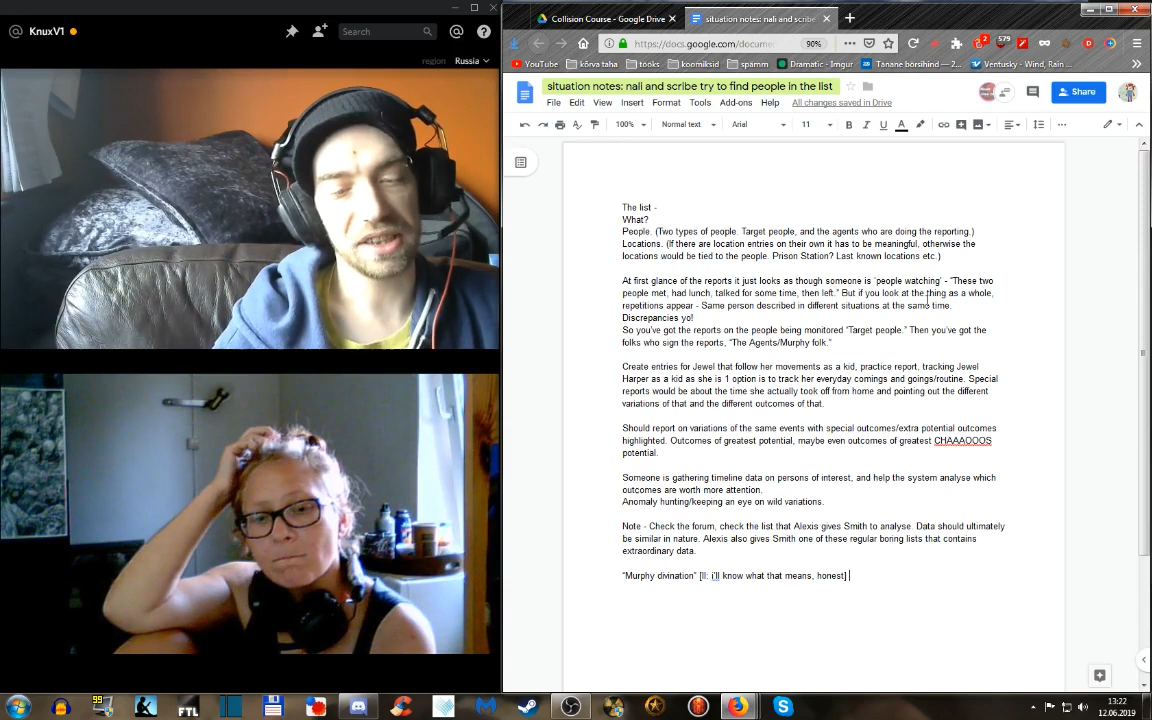 KnuxV1
Search
region
Russia
Collision Course - Google Drive
situation notes: nali and scribe
https://docs.google.com/documen
90%
2
579
YouTube
kõrva taha
tööks
koomiksid
spämm
Dramatic - Imgur
Tänane börsihind —
Ventusky - Wind, Rain ...
situation notes: nali and scribe try to find people in the list
File Edit View Insert Format Tools Add-ons Help All changes saved in Drive
Share
100% Normal text Arial 11 B I U A
The list -
What?
People. (Two types of people. Target people, and the agents who are doing the reporting.)
Locations. (If there are location entries on their own it has to be meaningful, otherwise the
locations would be tied to the people. Prison Station? Last known locations etc.)
At first glance of the reports it just looks as though someone is ‘people watching’ - “These two
people met, had lunch, talked for some time, then left.” But if you look at the thing as a whole,
repetitions appear - Same person described in different situations at the same time.
Discrepancies yo!
So you’ve got the reports on the people being monitored “Target people.” Then you’ve got the
folks who sign the reports, “The Agents/Murphy folk.”
Create entries for Jewel that follow her movements as a kid, practice report, tracking Jewel
Harper as a kid as she is 1 option is to track her everyday comings and goings/routine. Special
reports would be about the time she actually took off from home and pointing out the different
variations of that and the different outcomes of that.
Should report on variations of the same events with special outcomes/extra potential outcomes
highlighted. Outcomes of greatest potential, maybe even outcomes of greatest CHAAAOOOS
potential.
Someone is gathering timeline data on persons of interest, and help the system analyse which
outcomes are worth more attention.
Anomaly hunting/keeping an eye on wild variations.
Note - Check the forum, check the list that Alexis gives Smith to analyse. Data should ultimately
be similar in nature. Alexis also gives Smith one of these regular boring lists that contains
extraordinary data.
“Murphy divination” [ll: i'll know what that means, honest]
99
FTL
13:22
12.06.2019